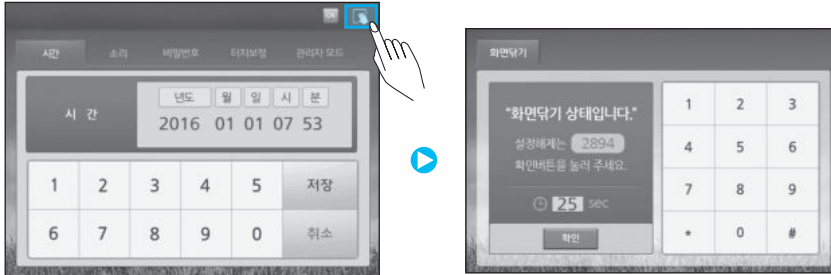 시간 소리 비밀번호 터치보정 관리자 모드
시 간
년도 월 일 시 분
2016 01 01 07 53
1 2 3 4 5 저장
6 7 8 9 0 취소
화면닦기
"화면닦기 상태입니다."
설정해제는 2894
확인버튼을 눌러 주세요.
25 sec
확인
1 2 3
4 5 6
7 8 9
* 0 #